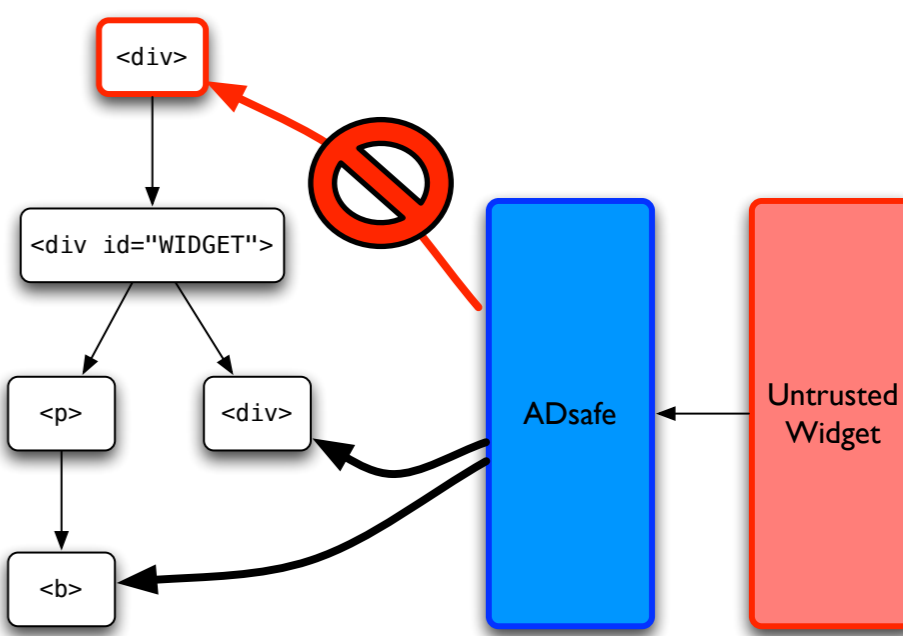 <div>
<div id="WIDGET">
<p>
<div>
<b>
ADsafe
Untrusted
Widget